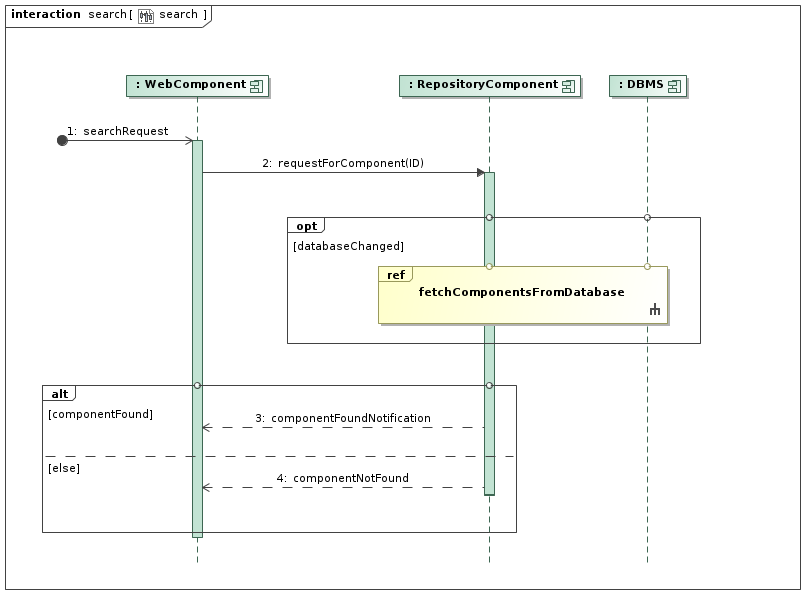 interaction search[ search ]
: WebComponent
: RepositoryComponent
: DBMS
1: searchRequest
2: requestForComponent(ID)
opt
[databaseChanged]
ref
fetchComponentsFromDatabase
alt
[componentFound]
3: componentFoundNotification
[else]
4: componentNotFound